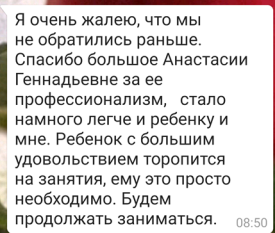 Я очень жалею, что мы
не обратились раньше.
Спасибо большое Анастасии
Геннадьевне за ее
профессионализм, стало
намного легче и ребенку и
мне. Ребенок с большим
удовольствием торопится
на занятия, ему это просто
необходимо. Будем
продолжать заниматься. 08:50